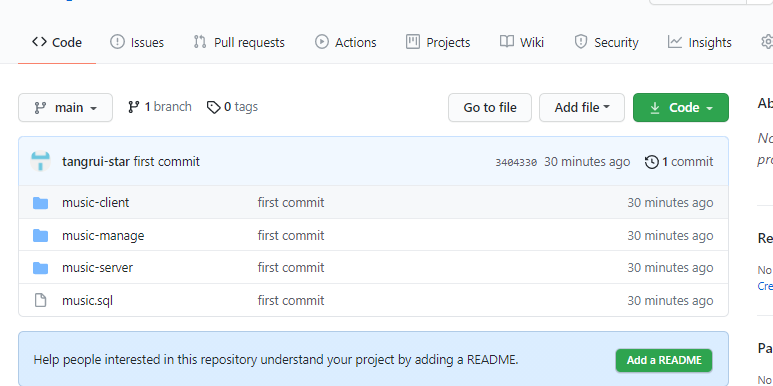 Code Issues Pull requests Actions Projects Wiki Security Insights
main 1 branch 0 tags Go to file Add file Code
tangrui-star first commit 3404330 30 minutes ago 1 commit
music-client first commit 30 minutes ago
music-manage first commit 30 minutes ago
music-server first commit 30 minutes ago
music.sql first commit 30 minutes ago
Help people interested in this repository understand your project by adding a README. Add a README
Ab
No
pro
Re
No
Cre
Pa
No